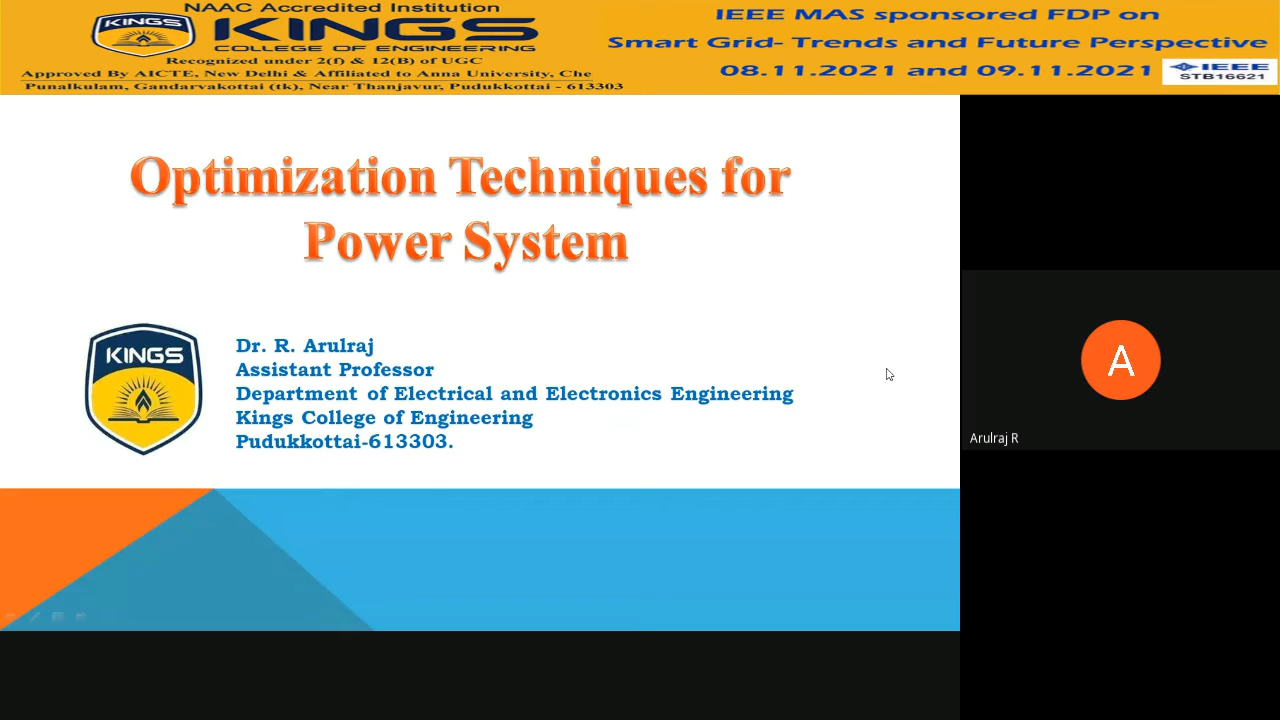 NAAC Accredited Institution
KINGS
KINGS
COLLEGE OF ENGINEERING
Recognized under 2(f) & 12(B) of UGC
Approved By AICTE, New Delhi & Affiliated to Anna University, Che
Punalkulam, Gandarvakottai (tk), Near Thanjavur, Pudukkottai - 613303
IEEE MAS sponsored FDP on
Smart Grid- Trends and Future Perspective
08.11.2021 and 09.11.2021
IEEE
STB16621
Optimization Techniques for
Power System
KINGS
Dr. R. Arulraj
Assistant Professor
Department of Electrical and Electronics Engineering
Kings College of Engineering
Pudukkottai-613303.
A
Arulraj R